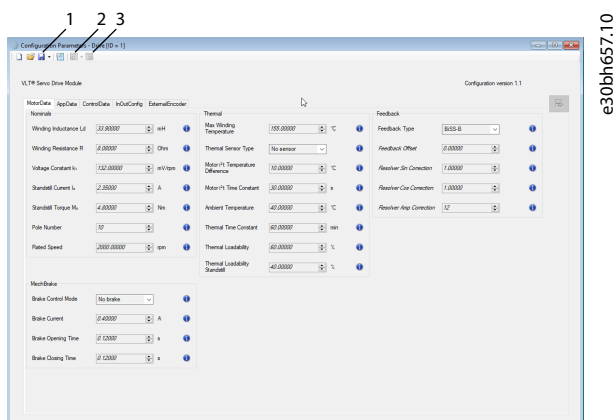 1 2 3
e30bh657.10
Configuration Parameters - Drive [ID = 1]
VLT® Servo Drive Module
Configuration version 1.1
MotorData AppData ControlData InOutConfig ExternalEncoder
Nominals
Winding Inductance Ld 33.90000 mH
Winding Resistance R 8.00000 Ohm
Voltage Constant kₜ 132.00000 mV/rpm
Standstill Current I₀ 2.35000 A
Standstill Torque M₀ 4.80000 Nm
Pole Number 10
Rated Speed 2000.00000 rpm
MechBrake
Brake Control Mode No brake
Brake Current 0.40000 A
Brake Opening Time 0.12000 s
Brake Closing Time 0.12000 s
Thermal
Max Winding
Temperature 155.00000 °C
Thermal Sensor Type No sensor
Motor i²t Temperature
Difference 10.00000 °C
Motor i²t Time Constant 30.00000 s
Ambient Temperature 40.00000 °C
Thermal Time Constant 60.00000 min
Thermal Loadability 60.00000 %
Thermal Loadability
Standstill 40.00000 %
Feedback
Feedback Type BiSS-B
Feedback Offset 0.00000
Resolver Sin Correction 1.00000
Resolver Cos Correction 1.00000
Resolver Amp Correction 12